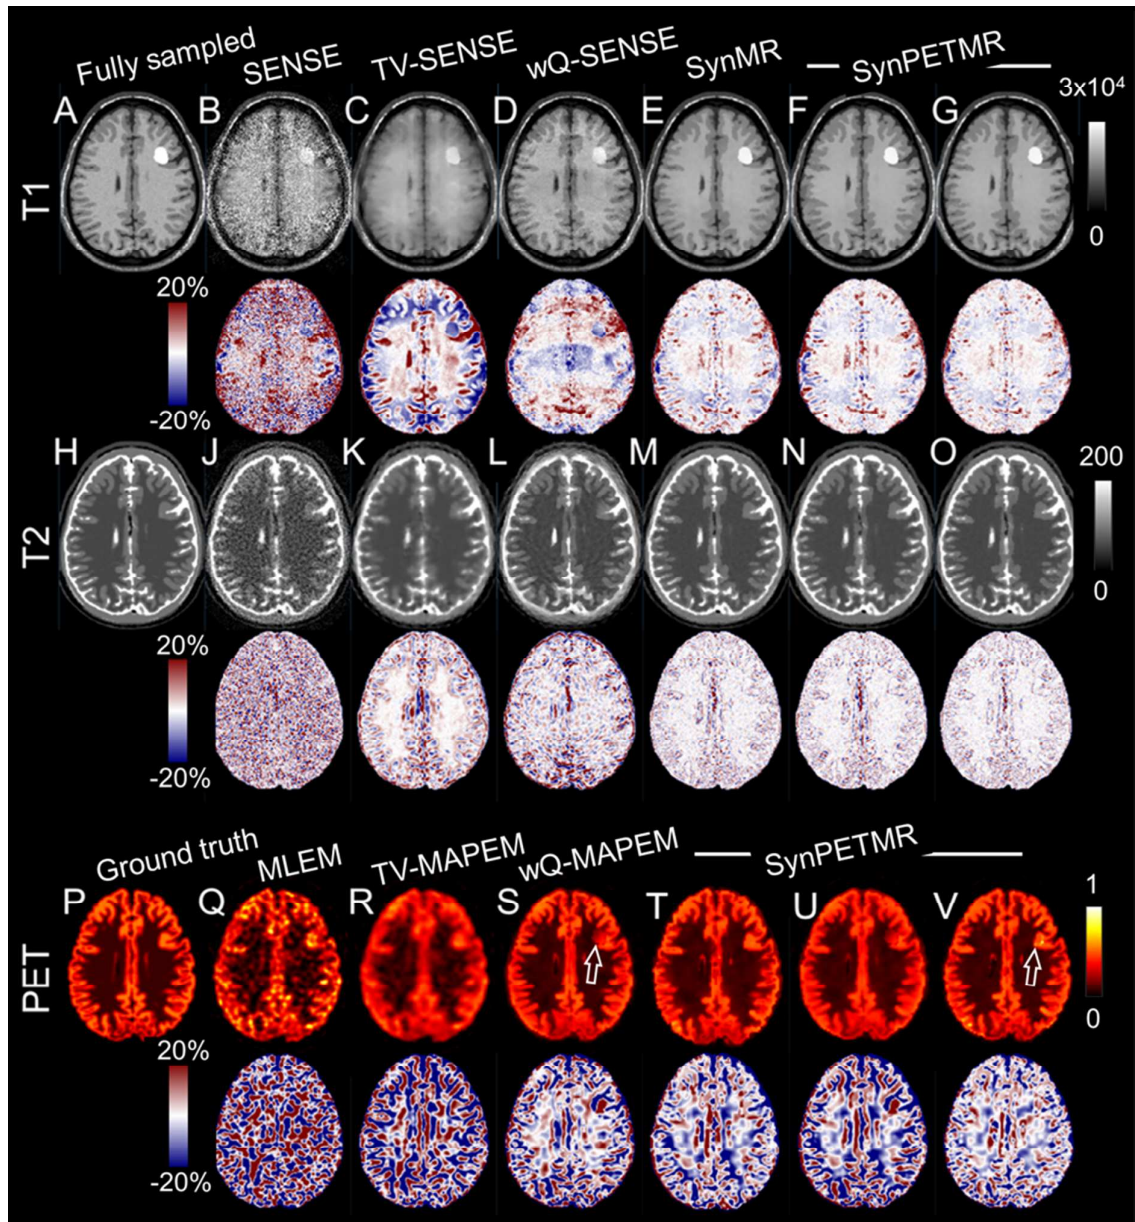 Fully sampled SENSE TV-SENSE wQ-SENSE SynMR SynPETMR
A B C D E F G
3x10⁴
T1
0
20%
-20%
H J K L M N O
200
T2
0
20%
-20%
Ground truth MLEM TV-MAPEM wQ-MAPEM SynPETMR
P Q R S T U V
1
PET
0
20%
-20%